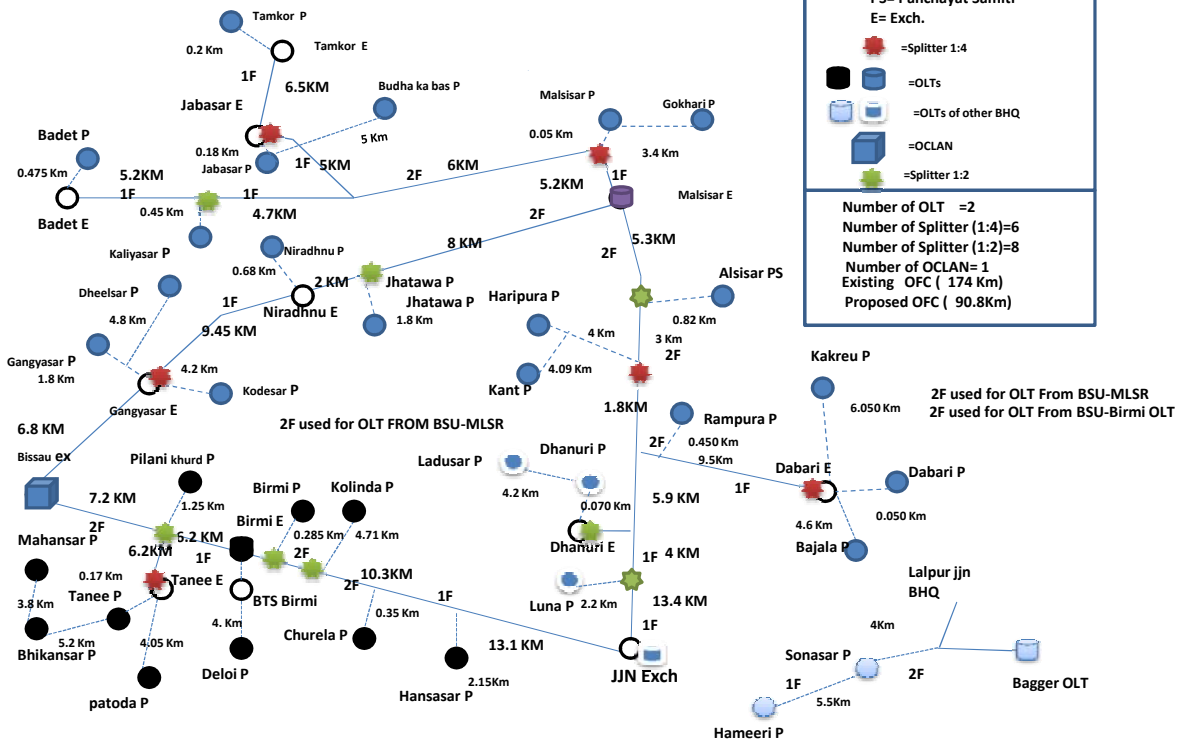 PS= Panchayat Samiti
E= Exch.
=Splitter 1:4
=OLTs
=OLTs of other BHQ
=OCLAN
=Splitter 1:2
Number of OLT =2
Number of Splitter (1:4)=6
Number of Splitter (1:2)=8
Number of OCLAN= 1
Existing OFC ( 174 Km)
Proposed OFC ( 90.8Km)
Tamkor P
0.2 Km
Tamkor E
1F
6.5KM
Jabasar E
Budha ka bas P
5 Km
0.18 Km
Jabasar P
1F
5KM
Malsisar P
Gokhari P
0.05 Km
3.4 Km
6KM
2F
1F
5.2KM
Malsisar E
Badet P
0.475 Km
5.2KM
1F
1F
Badet E
0.45 Km
4.7KM
Kaliyasar P
2F
8 KM
5.3KM
2F
Niradhnu P
0.68 Km
2 KM
Jhatawa P
Jhatawa P
1.8 Km
Niradhnu E
Alsisar PS
0.82 Km
Dheelsar P
4.8 Km
1F
9.45 KM
Haripura P
4 Km
3 KM
2F
Gangyasar P
1.8 Km
4.2 Km
Kodesar P
Gangyasar E
Kant P
4.09 Km
1.8KM
Kakreu P
6.050 Km
2F used for OLT From BSU-MLSR
2F used for OLT From BSU-Birmi OLT
2F used for OLT FROM BSU-MLSR
Rampura P
0.450 Km
2F
9.5Km
1F
6.8 KM
Bissau ex
Pilani khurd P
1.25 Km
Ladusar P
4.2 Km
Dhanuri P
0.070 Km
Dhanuri E
Dabari E
Dabari P
0.050 Km
4.6 Km
Bajala P
5.9 KM
7.2 KM
2F
Birmi P
0.285 Km
Kolinda P
4.71 Km
Birmi E
6.2 KM
1F
2F
Mahansar P
6.2KM
0.17 Km
Tanee E
Tanee P
3.8 Km
Bhikansar P
5.2 Km
4.05 Km
patoda P
BTS Birmi
4. Km
Deloi P
10.3KM
2F
0.35 Km
Churela P
1F
13.1 KM
Hansasar P
2.15Km
1F
4 KM
Luna P
2.2 Km
13.4 KM
1F
JJN Exch
Lalpur jjn
BHQ
4Km
Sonasar P
2F
Bagger OLT
1F
5.5Km
Hameeri P